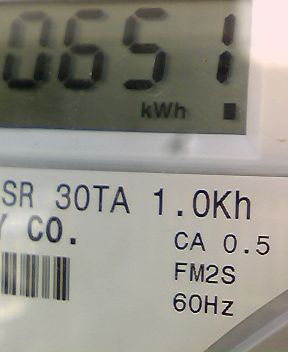 0651
kWh
SR 30TA 1.0Kh
Y CO.
CA 0.5
FM2S
60Hz